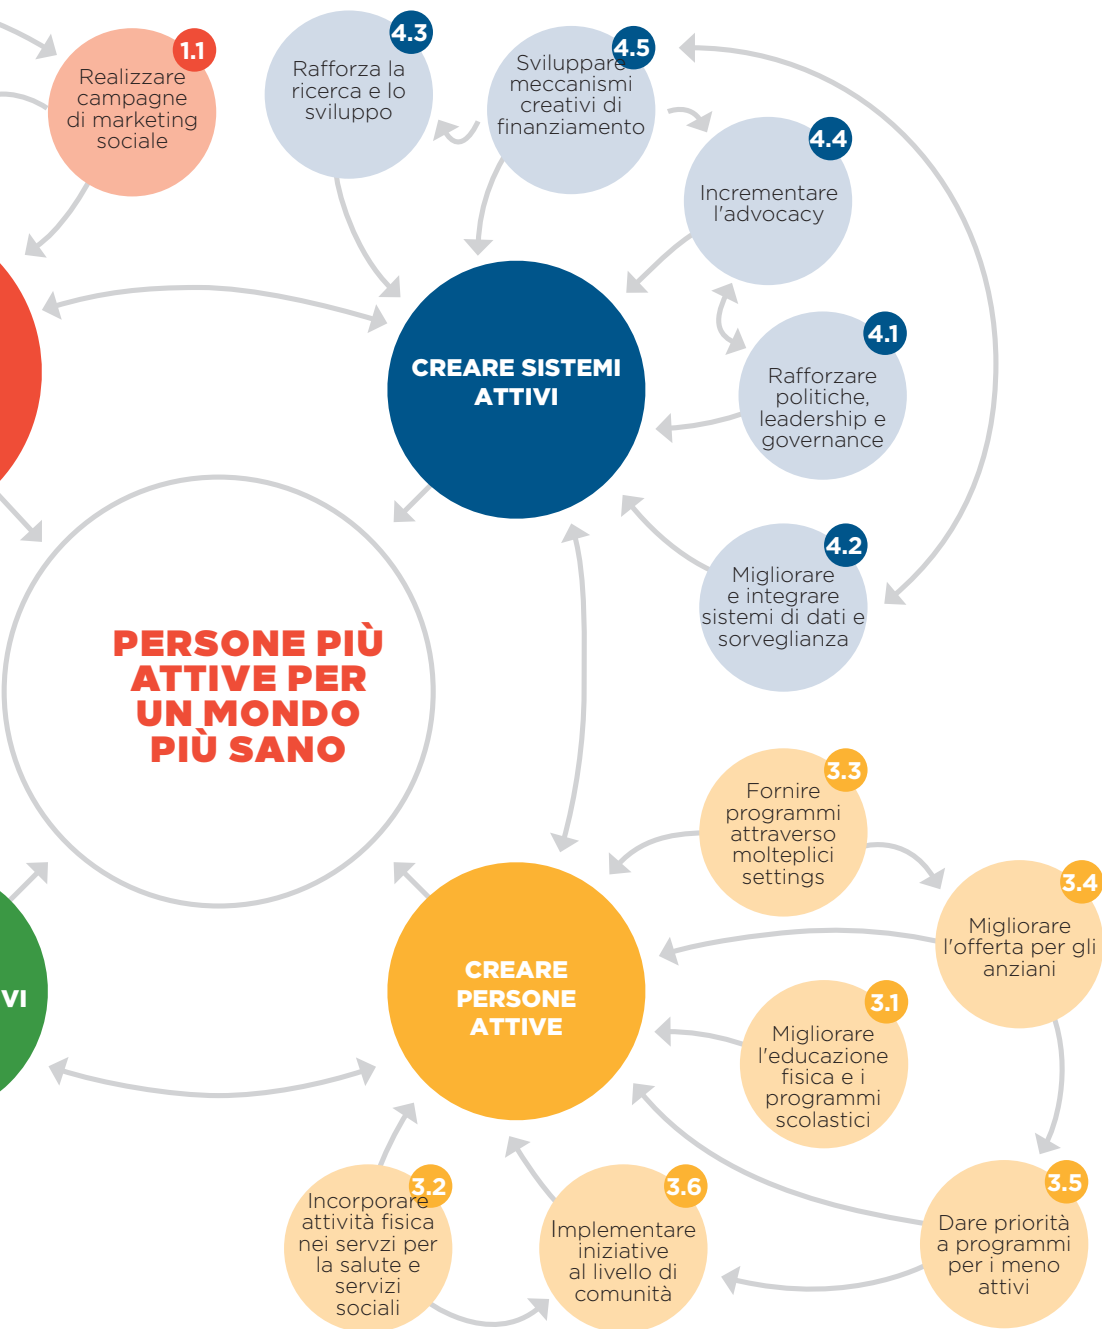 1.1
Realizzare
campagne
di marketing
sociale
4.3
Rafforza la
ricerca e lo
sviluppo
4.5
Sviluppare
meccanismi
creativi di
finanziamento
4.4
Incrementare
l'advocacy
4.1
Rafforzare
politiche,
leadership e
governance
CREARE SISTEMI
ATTIVI
4.2
Migliorare
e integrare
sistemi di dati e
sorveglianza
PERSONE PIÙ
ATTIVE PER
UN MONDO
PIÙ SANO
3.3
Fornire
programmi
attraverso
molteplici
settings
3.4
Migliorare
l'offerta per gli
anziani
VI
CREARE
PERSONE
ATTIVE
3.1
Migliorare
l'educazione
fisica e i
programmi
scolastici
3.2
Incorporare
attività fisica
nei servzi per
la salute e
servizi
sociali
3.6
Implementare
iniziative
al livello di
comunità
3.5
Dare priorità
a programmi
per i meno
attivi